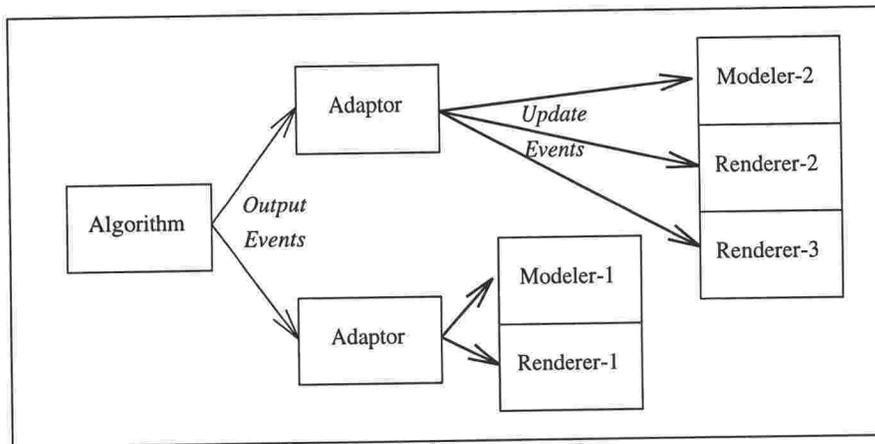 Adaptor
Modeler-2
Update
Events
Renderer-2
Renderer-3
Algorithm
Output
Events
Adaptor
Modeler-1
Renderer-1